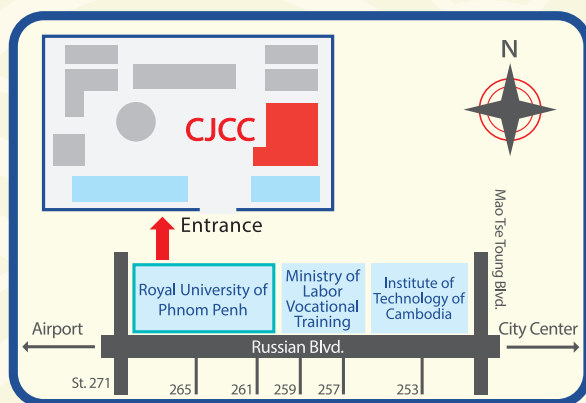 N
CJCC
Entrance
Mao Tse Toung Blvd.
Royal University of
Phnom Penh
Ministry of
Labor
Vocational
Training
Institute of
Technology of
Cambodia
Airport
Russian Blvd.
City Center
St. 271
265
261
259
257
253